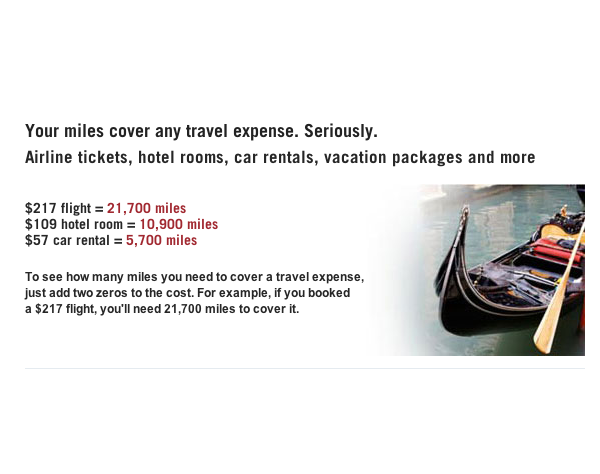 Your miles cover any travel expense. Seriously.
Airline tickets, hotel rooms, car rentals, vacation packages and more
$217 flight = 21,700 miles
$109 hotel room = 10,900 miles
$57 car rental = 5,700 miles
To see how many miles you need to cover a travel expense,
just add two zeros to the cost. For example, if you booked
a $217 flight, you'll need 21,700 miles to cover it.